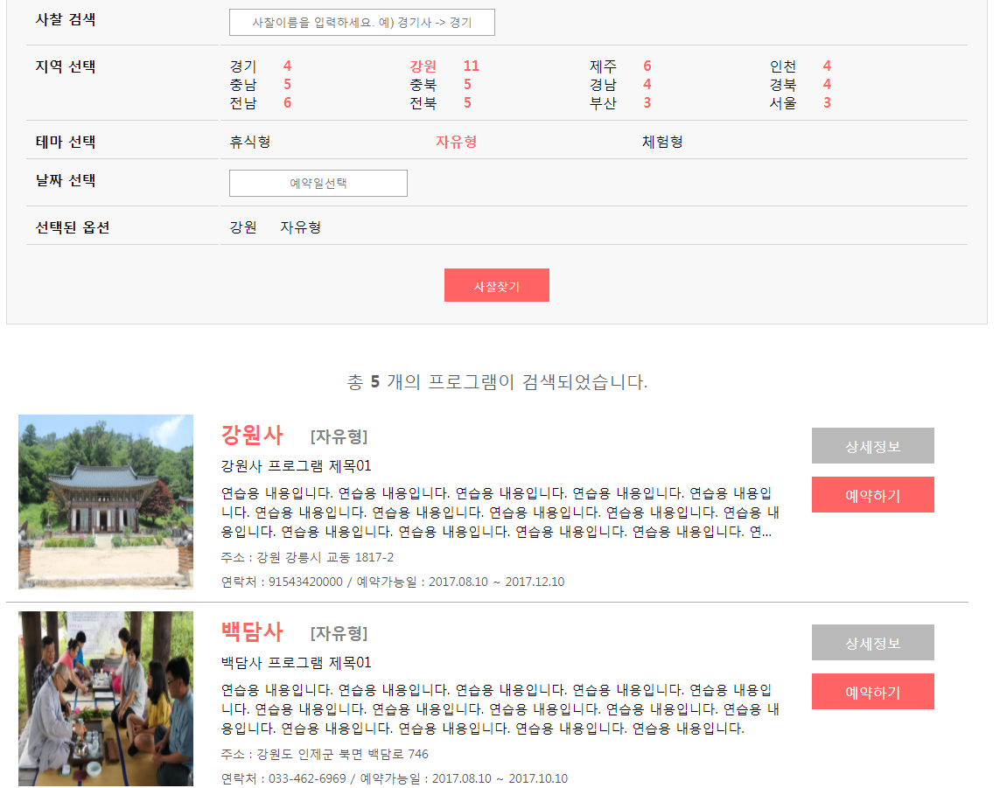 사찰 검색 사찰이름을 입력하세요. 예) 경기사 -> 경기
지역 선택 경기 4 강원 11 제주 6 인천 4
충남 5 충북 5 경남 4 경북 4
전남 6 전북 5 부산 3 서울 3
테마 선택 휴식형 자유형 체험형
날짜 선택 예약일선택
선택된 옵션 강원 자유형
사찰찾기
총 5 개의 프로그램이 검색되었습니다.
강원사 [자유형]
상세정보
강원사 프로그램 제목01
연습용 내용입니다. 연습용 내용입니다. 연습용 내용입니다. 연습용 내용입니다. 연습용 내용입
니다. 연습용 내용입니다. 연습용 내용입니다. 연습용 내용입니다. 연습용 내용입니다. 연습용 내
용입니다. 연습용 내용입니다. 연습용 내용입니다. 연습용 내용입니다. 연습용 내용입니다. 연...
예약하기
주소 : 강원 강릉시 교동 1817-2
연락처 : 91543420000 / 예약가능일 : 2017.08.10 ~ 2017.12.10
백담사 [자유형]
상세정보
백담사 프로그램 제목01
연습용 내용입니다. 연습용 내용입니다. 연습용 내용입니다. 연습용 내용입니다. 연습용 내용입
니다. 연습용 내용입니다. 연습용 내용입니다. 연습용 내용입니다. 연습용 내용입니다. 연습용 내
용입니다. 연습용 내용입니다. 연습용 내용입니다. 연습용 내용입니다. 연습용 내용입니다.
예약하기
주소 : 강원도 인제군 북면 백담로 746
연락처 : 033-462-6969 / 예약가능일 : 2017.08.10 ~ 2017.10.10